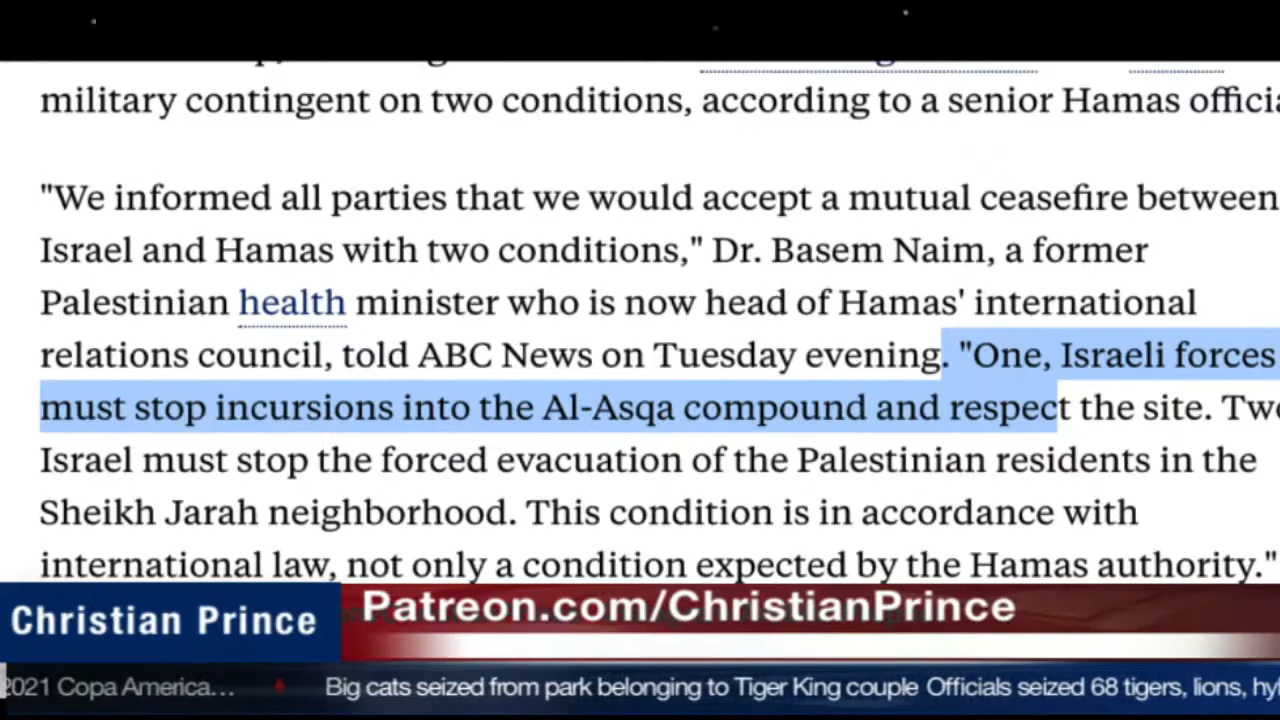 military contingent on two conditions, according to a senior Hamas officia
"We informed all parties that we would accept a mutual ceasefire between
Israel and Hamas with two conditions," Dr. Basem Naim, a former
Palestinian health minister who is now head of Hamas' international
relations council, told ABC News on Tuesday evening. "One, Israeli forces
must stop incursions into the Al-Asqa compound and respect the site. Two
Israel must stop the forced evacuation of the Palestinian residents in the
Sheikh Jarah neighborhood. This condition is in accordance with
international law, not only a condition expected by the Hamas authority."
Christian Prince
Patreon.com/ChristianPrince
2021 Copa America... Big cats seized from park belonging to Tiger King couple Officials seized 68 tigers, lions, hy